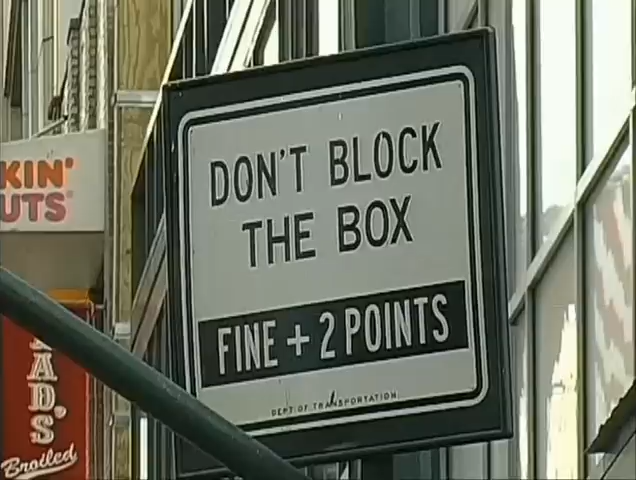 KIN'
UTS
DON'T BLOCK
THE BOX
FINE + 2 POINTS
DEPT OF TRANSPORTATION
AD'S
Broiled